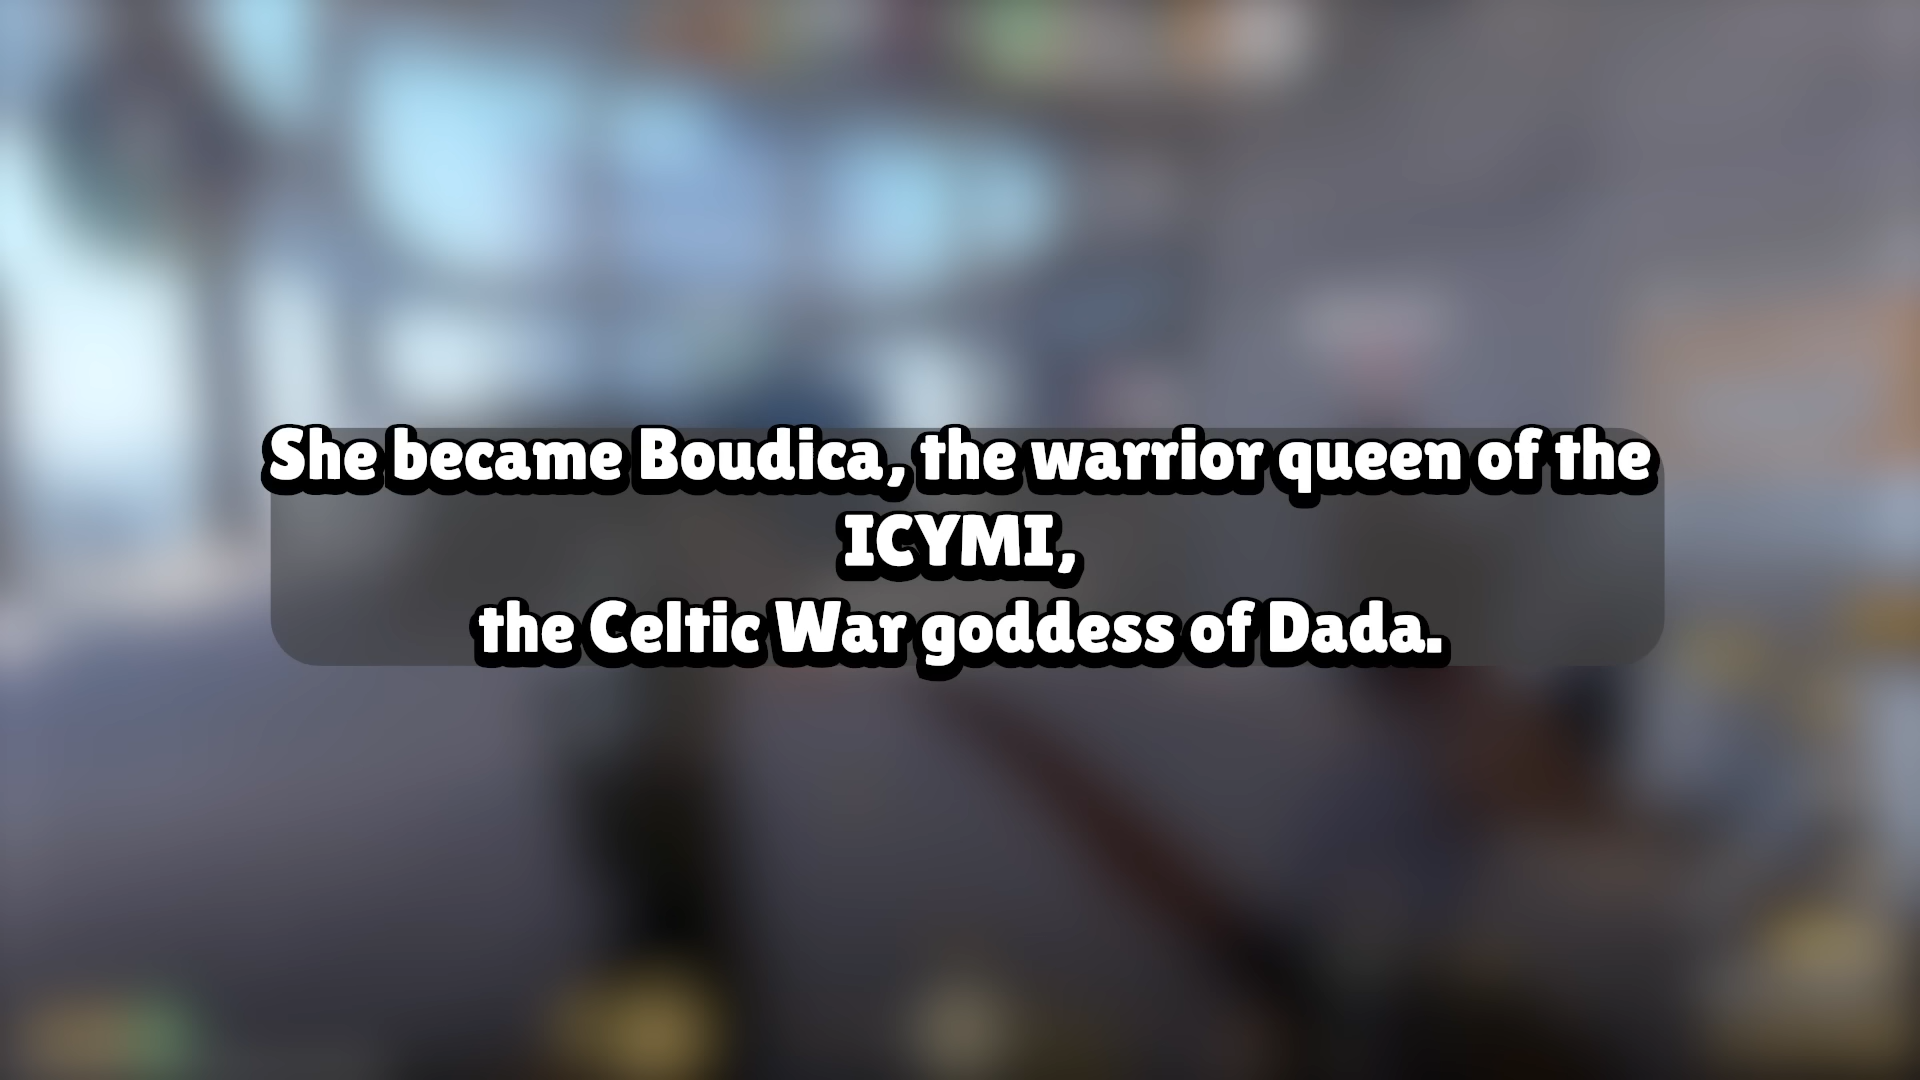 She became Boudica, the warrior queen of the
ICYMI,
the Celtic War goddess of Dada.